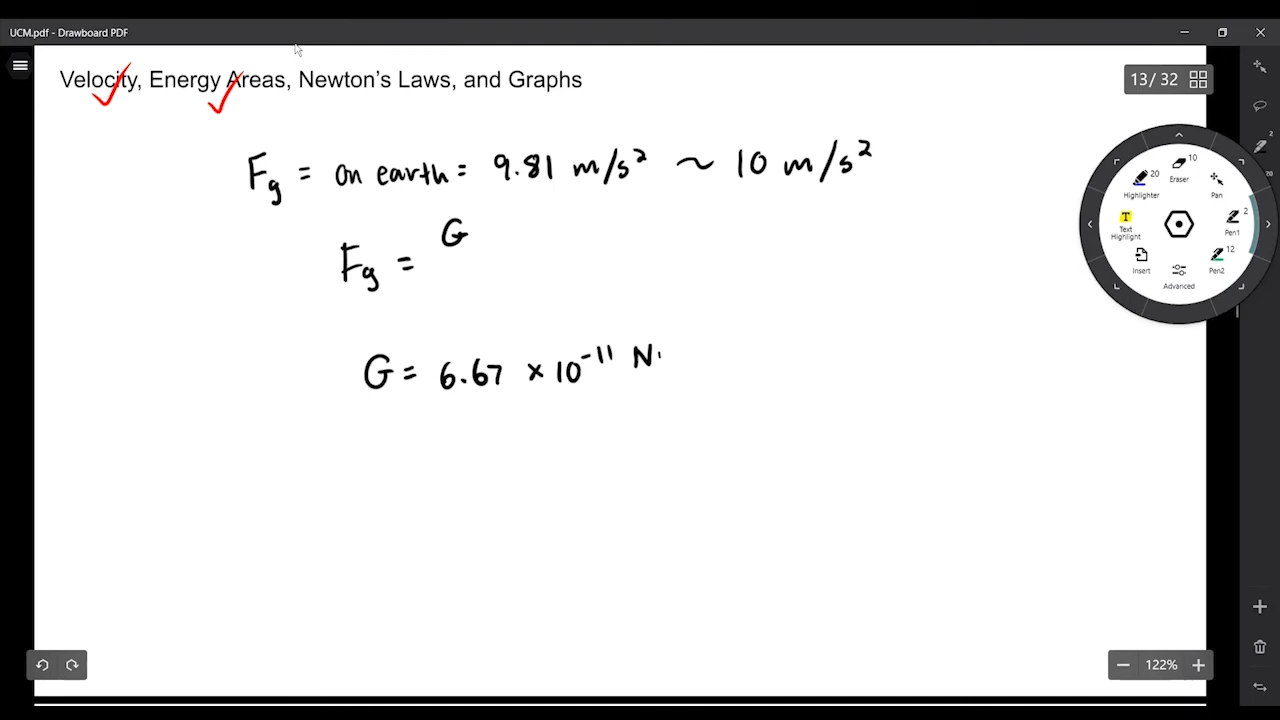 UCM.pdf - Drawboard PDF
Velocity, Energy Areas, Newton's Laws, and Graphs
13 / 32
Fg = on earth = 9.81 m/s² ~ 10 m/s²
Fg = G
G = 6.67 × 10⁻¹¹ N·
10
Eraser
20
Highlighter
Pan
T
Text Highlight
2
Pen1
Insert
12
Pen2
Advanced
122%